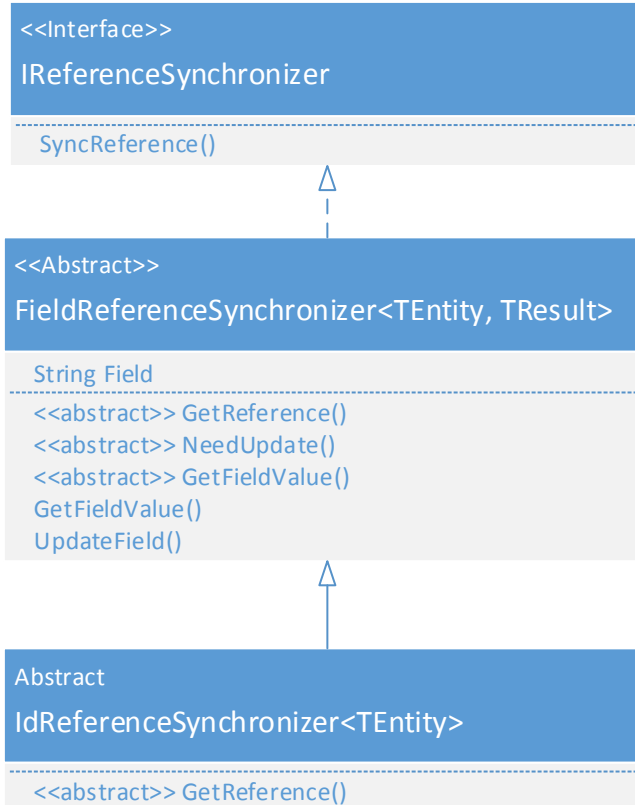 <<Interface>>
IReferenceSynchronizer
SyncReference()
<<Abstract>>
FieldReferenceSynchronizer<TEntity, TResult>
String Field
<<abstract>> GetReference()
<<abstract>> NeedUpdate()
<<abstract>> GetFieldValue()
GetFieldValue()
UpdateField()
Abstract
IdReferenceSynchronizer<TEntity>
<<abstract>> GetReference()